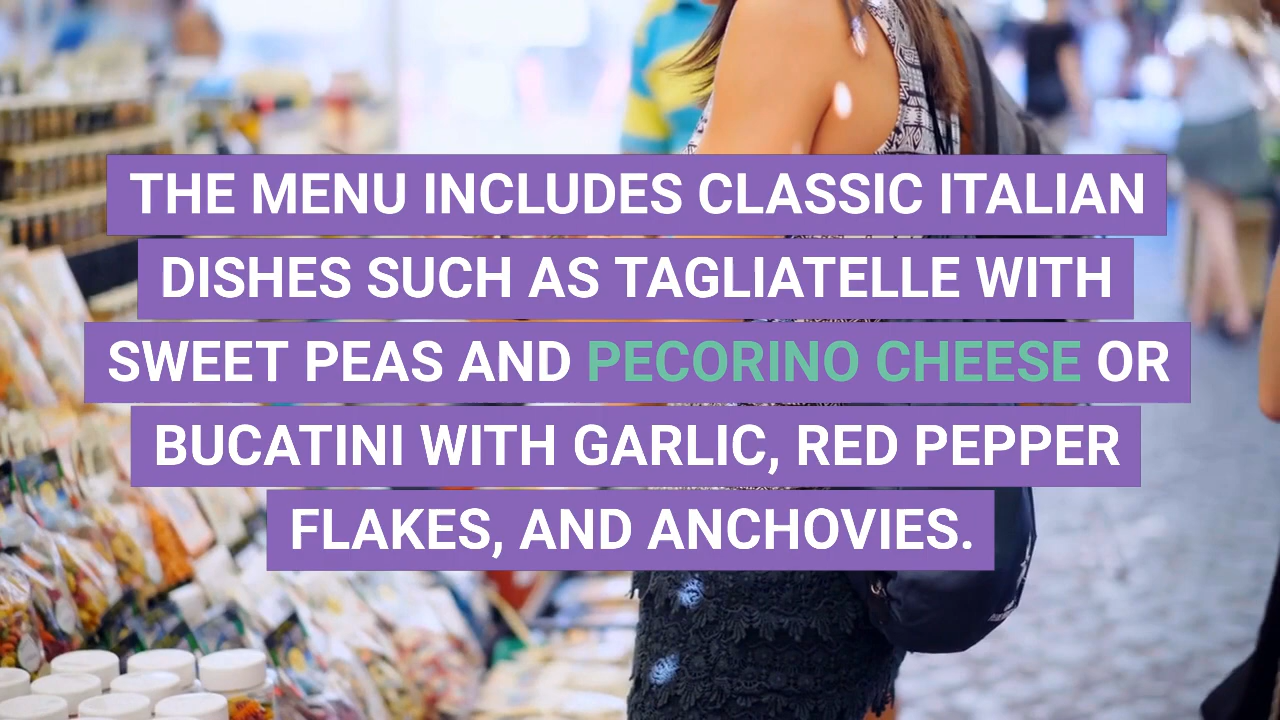 THE MENU INCLUDES CLASSIC ITALIAN
DISHES SUCH AS TAGLIATELLE WITH
SWEET PEAS AND PECORINO CHEESE OR
BUCATINI WITH GARLIC, RED PEPPER
FLAKES, AND ANCHOVIES.